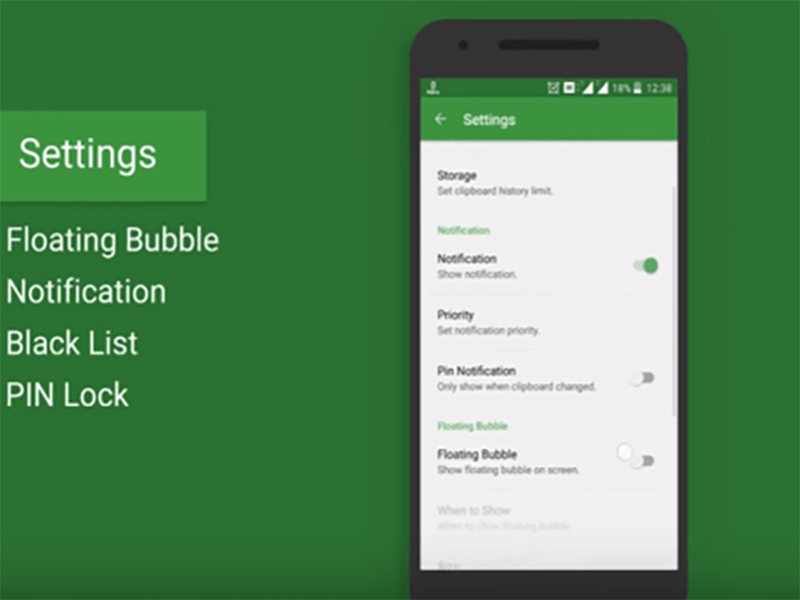 Settings
Floating Bubble
Notification
Black List
PIN Lock
18% 12:38
Settings
Storage
Set clipboard history limit.
Notification
Notification
Show notification.
Priority
Set notification priority.
Pin Notification
Only show when clipboard changed.
Floating Bubble
Floating Bubble
Show floating bubble on screen.
When to Show
When to show floating bubble.
Size